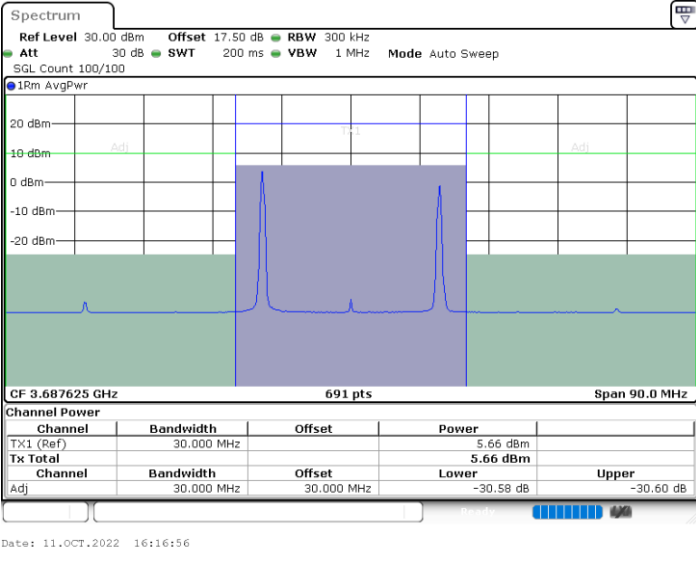 Spectrum
Ref Level 30.00 dBm Offset 17.50 dB RBW 300 kHz
Att 30 dB SWT 200 ms VBW 1 MHz Mode Auto Sweep
SGL Count 100/100
1Rm AvgPwr
20 dBm
TX1
Adj Adj
10 dBm
0 dBm
-10 dBm
-20 dBm
CF 3.687625 GHz 691 pts Span 90.0 MHz
Channel Power
Channel Bandwidth Offset Power
TX1 (Ref) 30.000 MHz 5.66 dBm
Tx Total 5.66 dBm
Channel Bandwidth Offset Lower Upper
Adj 30.000 MHz 30.000 MHz -30.58 dB -30.60 dB
Ready
Date: 11.OCT.2022 16:16:56